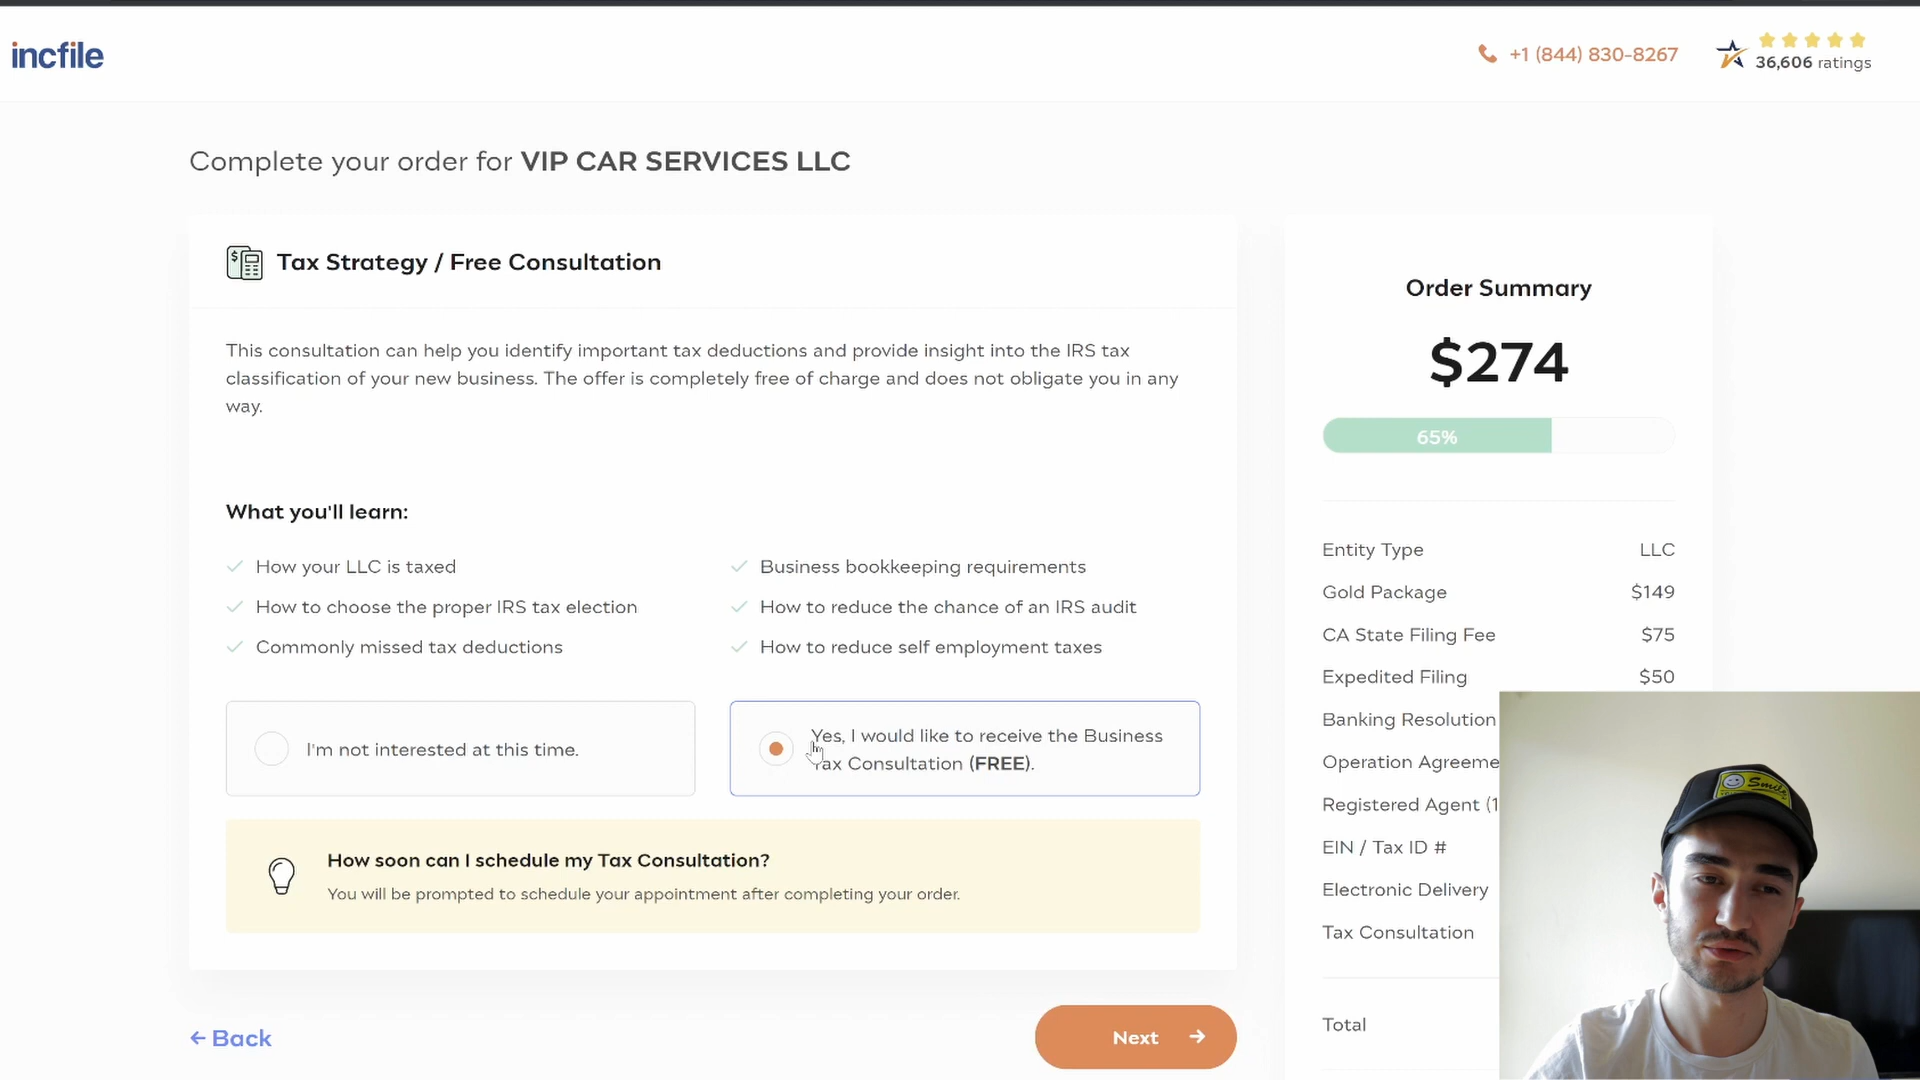 incfile
+1 (844) 830-8267
36,606 ratings
Complete your order for VIP CAR SERVICES LLC
Tax Strategy / Free Consultation
This consultation can help you identify important tax deductions and provide insight into the IRS tax
classification of your new business. The offer is completely free of charge and does not obligate you in any
way.
What you'll learn:
How your LLC is taxed
Business bookkeeping requirements
How to choose the proper IRS tax election
How to reduce the chance of an IRS audit
Commonly missed tax deductions
How to reduce self employment taxes
I'm not interested at this time.
Yes, I would like to receive the Business
Tax Consultation (FREE).
How soon can I schedule my Tax Consultation?
You will be prompted to schedule your appointment after completing your order.
← Back
Next →
Order Summary
$274
65%
Entity Type LLC
Gold Package $149
CA State Filing Fee $75
Expedited Filing $50
Banking Resolution
Operation Agreeme
Registered Agent (1
EIN / Tax ID #
Electronic Delivery
Tax Consultation
Total
Smile